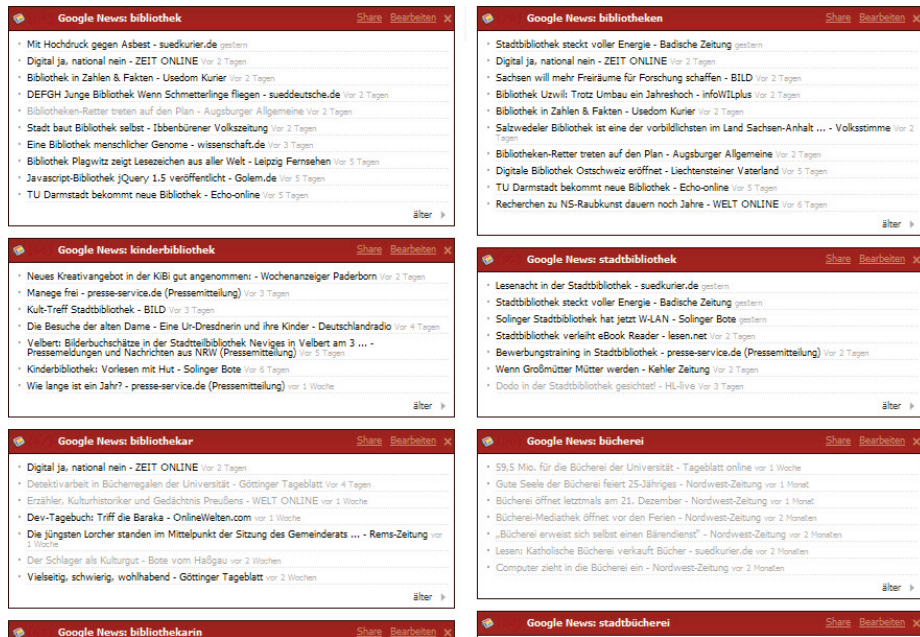 Google News: bibliothek Share Bearbeiten ×
Mit Hochdruck gegen Asbest - suedkurier.de gestern
Digital ja, national nein - ZEIT ONLINE Vor 2 Tagen
Bibliothek in Zahlen & Fakten - Usedom Kurier Vor 2 Tagen
DEFGH Junge Bibliothek Wenn Schmetterlinge fliegen - sueddeutsche.de Vor 2 Tagen
Bibliotheken-Retter treten auf den Plan - Augsburger Allgemeine Vor 2 Tagen
Stadt baut Bibliothek selbst - Ibbenbürener Volkszeitung Vor 2 Tagen
Eine Bibliothek menschlicher Genome - wissenschaft.de Vor 3 Tagen
Bibliothek Plagwitz zeigt Lesezeichen aus aller Welt - Leipzig Fernsehen Vor 5 Tagen
Javascript-Bibliothek jQuery 1.5 veröffentlicht - Golem.de Vor 5 Tagen
TU Darmstadt bekommt neue Bibliothek - Echo-online Vor 5 Tagen
älter
Google News: kinderbibliothek Share Bearbeiten ×
Neues Kreativangebot in der KiBi gut angenommen: - Wochenanzeiger Paderborn Vor 2 Tagen
Manege frei - presse-service.de (Pressemitteilung) Vor 3 Tagen
Kult-Treff Stadtbibliothek - BILD Vor 3 Tagen
Die Besuche der alten Dame - Eine Ur-Dresdnerin und ihre Kinder - Deutschlandradio Vor 4 Tagen
Velbert: Bilderbuchschätze in der Stadtteilbibliothek Neviges in Velbert am 3 ... -
Pressemeldungen und Nachrichten aus NRW (Pressemitteilung) Vor 5 Tagen
Kinderbibliothek: Vorlesen mit Hut - Solinger Bote Vor 6 Tagen
Wie lange ist ein Jahr? - presse-service.de (Pressemitteilung) vor 1 Woche
älter
Google News: bibliothekar Share Bearbeiten ×
Digital ja, national nein - ZEIT ONLINE Vor 2 Tagen
Detektivarbeit in Bücherregalen der Universität - Göttinger Tageblatt Vor 4 Tagen
Erzähler, Kulturhistoriker und Gedächtnis Preußens - WELT ONLINE vor 1 Woche
Dev-Tagebuch: Triff die Baraka - OnlineWelten.com vor 1 Woche
Die jüngsten Lorcher standen im Mittelpunkt der Sitzung des Gemeinderats ... - Rems-Zeitung vor
1 Woche
Der Schlager als Kulturgut - Bote vom Haßgau vor 2 Wochen
Vielseitig, schwierig, wohlhabend - Göttinger Tageblatt vor 2 Wochen
älter
Google News: bibliothekarin Share Bearbeiten ×
Google News: bibliotheken Share Bearbeiten ×
Stadtbibliothek steckt voller Energie - Badische Zeitung gestern
Digital ja, national nein - ZEIT ONLINE Vor 2 Tagen
Sachsen will mehr Freiräume für Forschung schaffen - BILD Vor 2 Tagen
Bibliothek Uzwil: Trotz Umbau ein Jahreshoch - infoWILplus Vor 2 Tagen
Bibliothek in Zahlen & Fakten - Usedom Kurier Vor 2 Tagen
Salzwedeler Bibliothek ist eine der vorbildlichsten im Land Sachsen-Anhalt ... - Volksstimme Vor 2
Tagen
Bibliotheken-Retter treten auf den Plan - Augsburger Allgemeine Vor 2 Tagen
Digitale Bibliothek Ostschweiz eröffnet - Liechtensteiner Vaterland Vor 5 Tagen
TU Darmstadt bekommt neue Bibliothek - Echo-online Vor 5 Tagen
Recherchen zu NS-Raubkunst dauern noch Jahre - WELT ONLINE Vor 6 Tagen
älter
Google News: stadtbibliothek Share Bearbeiten ×
Lesenacht in der Stadtbibliothek - suedkurier.de gestern
Stadtbibliothek steckt voller Energie - Badische Zeitung gestern
Solinger Stadtbibliothek hat jetzt W-LAN - Solinger Bote gestern
Stadtbibliothek verleiht eBook Reader - lesen.net Vor 2 Tagen
Bewerbungstraining in Stadtbibliothek - presse-service.de (Pressemitteilung) Vor 2 Tagen
Wenn Großmütter Mütter werden - Kehler Zeitung Vor 2 Tagen
Dodo in der Stadtbibliothek gesichtet! - HL-live Vor 3 Tagen
älter
Google News: bücherei Share Bearbeiten ×
59,5 Mio. für die Bücherei der Universität - Tageblatt online vor 1 Woche
Gute Seele der Bücherei feiert 25-Jähriges - Nordwest-Zeitung vor 1 Monat
Bücherei öffnet letztmals am 21. Dezember - Nordwest-Zeitung vor 1 Monat
Bücherei-Mediathek öffnet vor den Ferien - Nordwest-Zeitung vor 2 Monaten
„Bücherei erweist sich selbst einen Bärendienst" - Nordwest-Zeitung vor 2 Monaten
Lesen: Katholische Bücherei verkauft Bücher - suedkurier.de vor 2 Monaten
Computer zieht in die Bücherei ein - Nordwest-Zeitung vor 2 Monaten
älter
Google News: stadtbücherei Share Bearbeiten ×